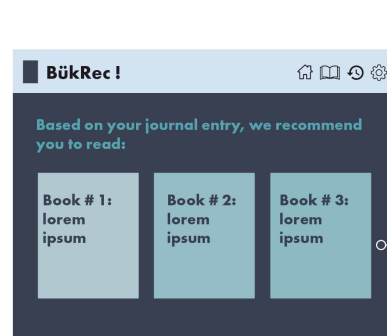 BükRec !
Based on your journal entry, we recommend
you to read:
Book # 1:
lorem
ipsum
Book # 2:
lorem
ipsum
Book # 3:
lorem
ipsum